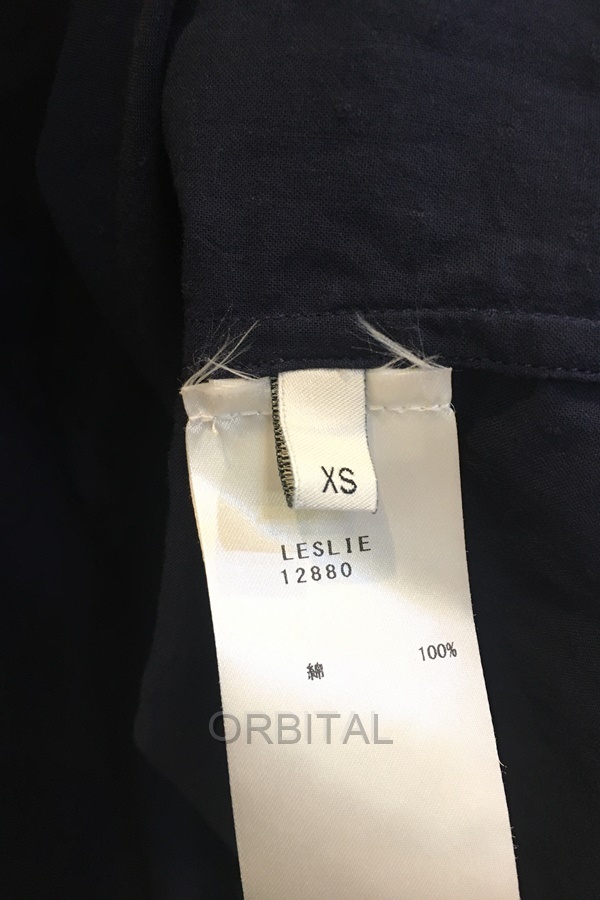 XS
LESLIE
12880
綿 100%
ORBITAL